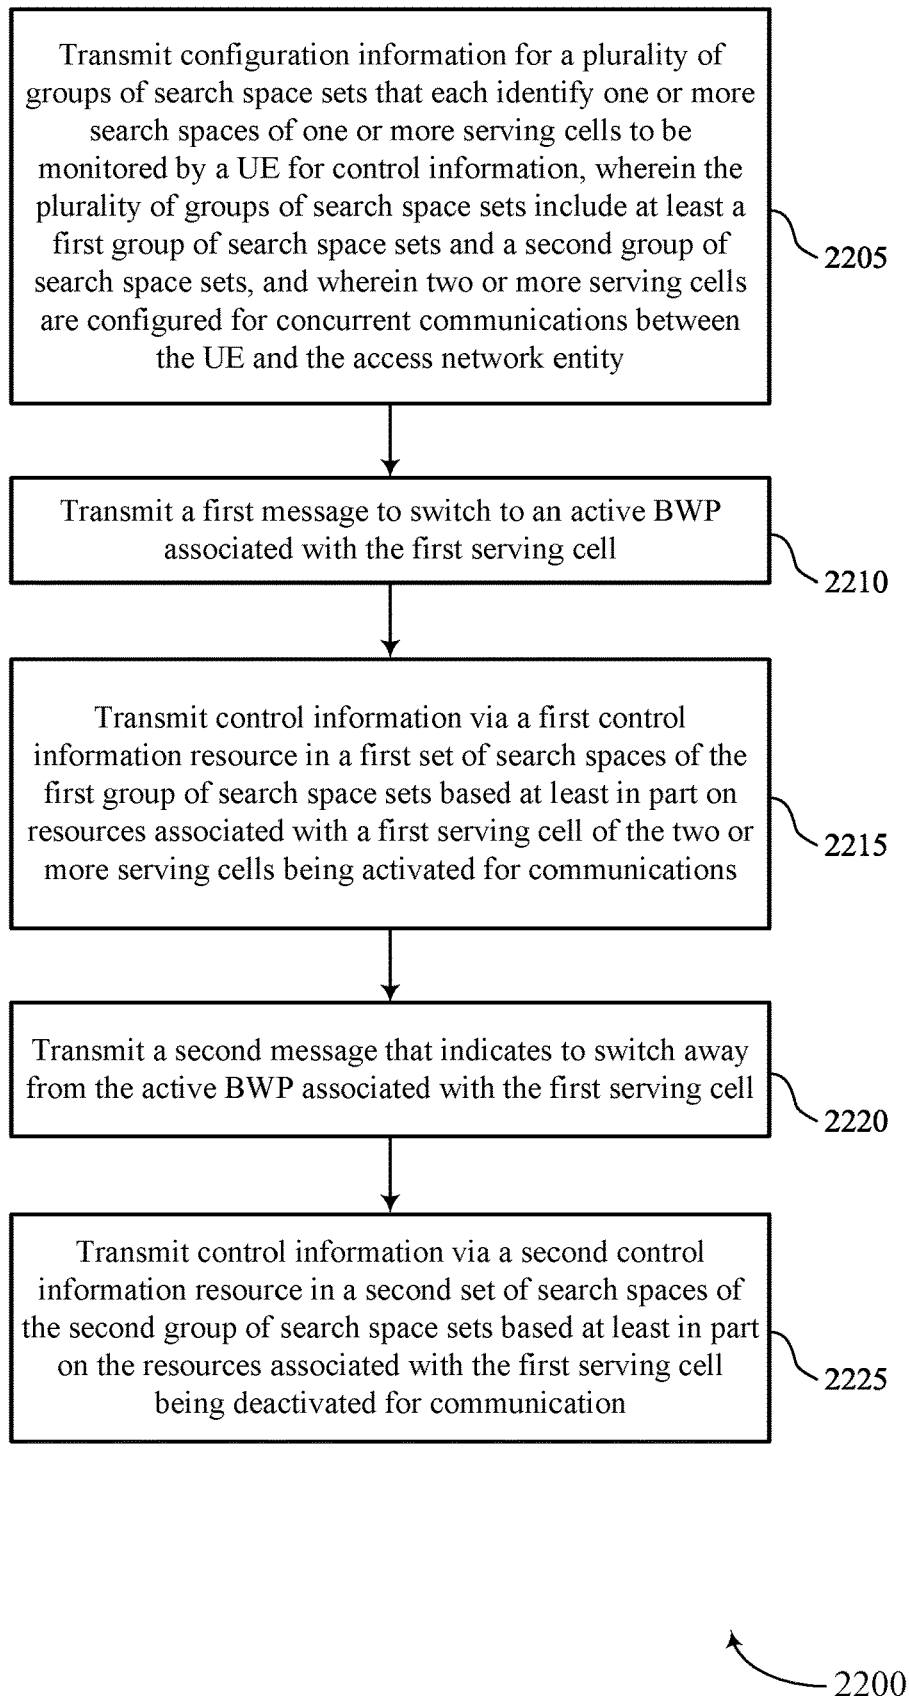 Transmit configuration information for a plurality of
groups of search space sets that each identify one or more
search spaces of one or more serving cells to be
monitored by a UE for control information, wherein the
plurality of groups of search space sets include at least a
first group of search space sets and a second group of
search space sets, and wherein two or more serving cells
are configured for concurrent communications between
the UE and the access network entity
2205
Transmit a first message to switch to an active BWP
associated with the first serving cell
2210
Transmit control information via a first control
information resource in a first set of search spaces of the
first group of search space sets based at least in part on
resources associated with a first serving cell of the two or
more serving cells being activated for communications
2215
Transmit a second message that indicates to switch away
from the active BWP associated with the first serving cell
2220
Transmit control information via a second control
information resource in a second set of search spaces of
the second group of search space sets based at least in part
on the resources associated with the first serving cell
being deactivated for communication
2225
2200